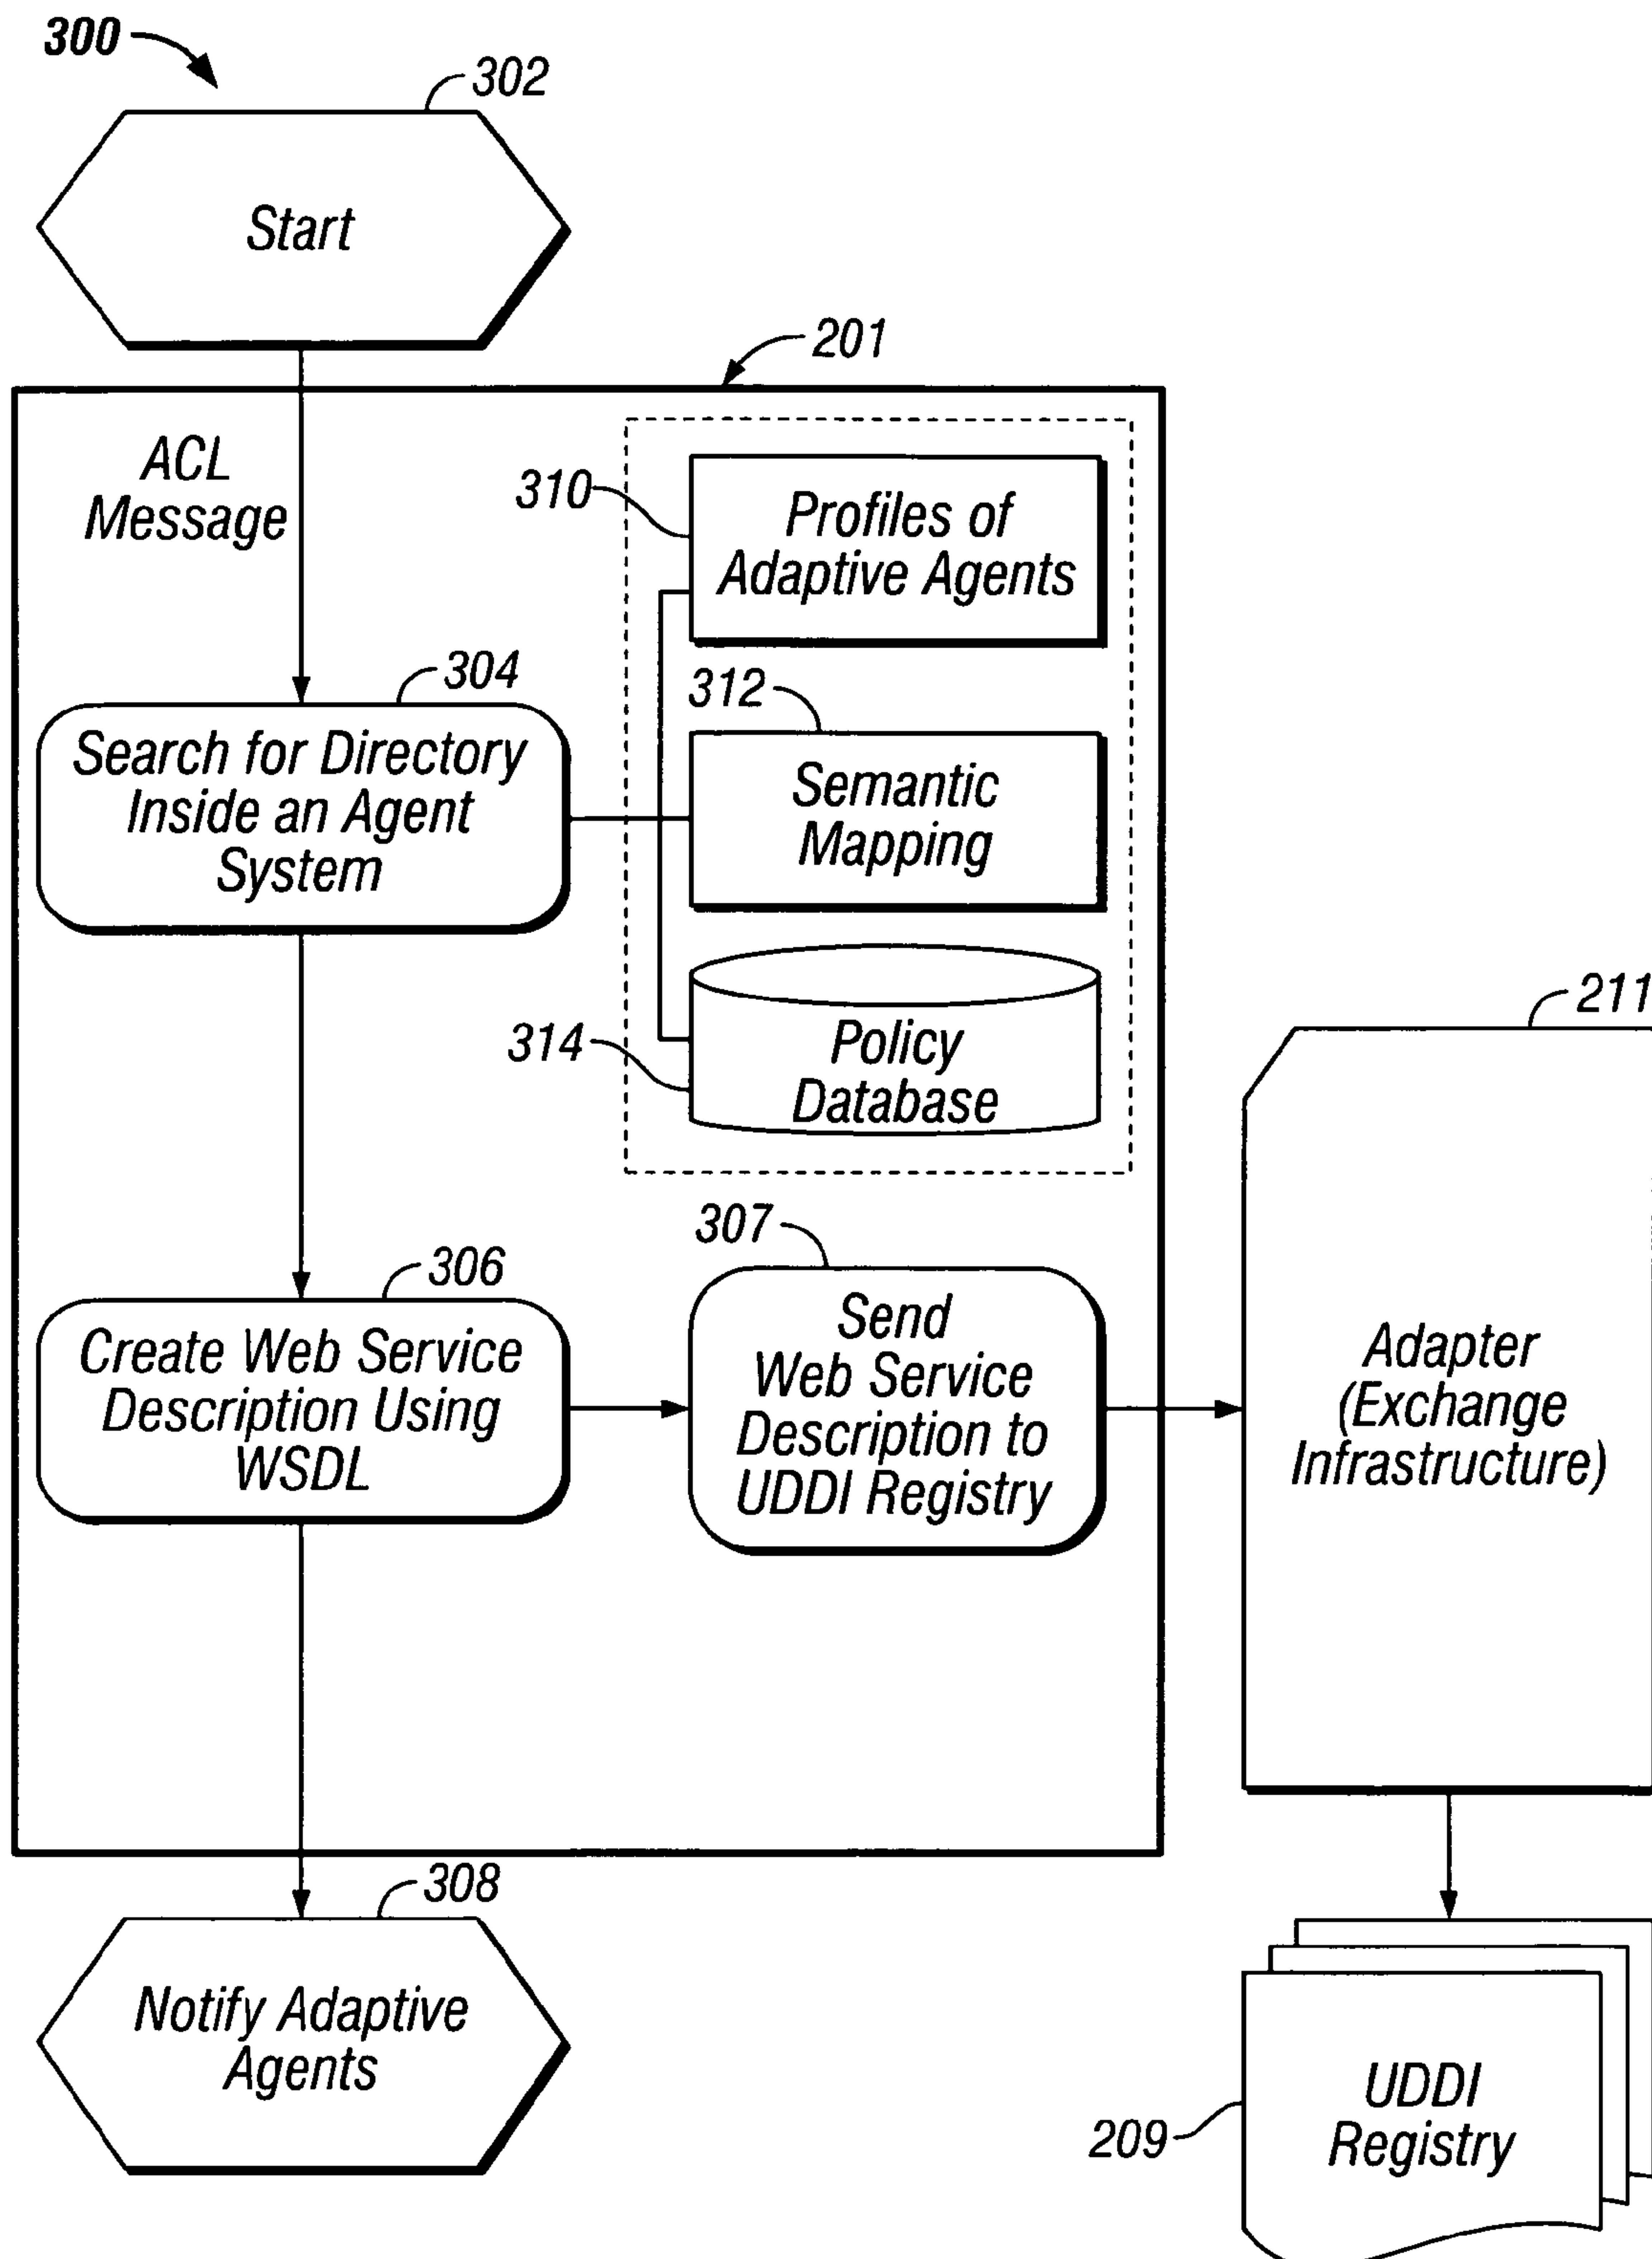 300
302
Start
201
ACL
Message
310
Profiles of
Adaptive Agents
304
Search for Directory
Inside an Agent
System
312
Semantic
Mapping
314
Policy
Database
211
Adapter
(Exchange
Infrastructure)
306
Create Web Service
Description Using
WSDL
307
Send
Web Service
Description to
UDDI Registry
308
Notify Adaptive
Agents
209
UDDI
Registry